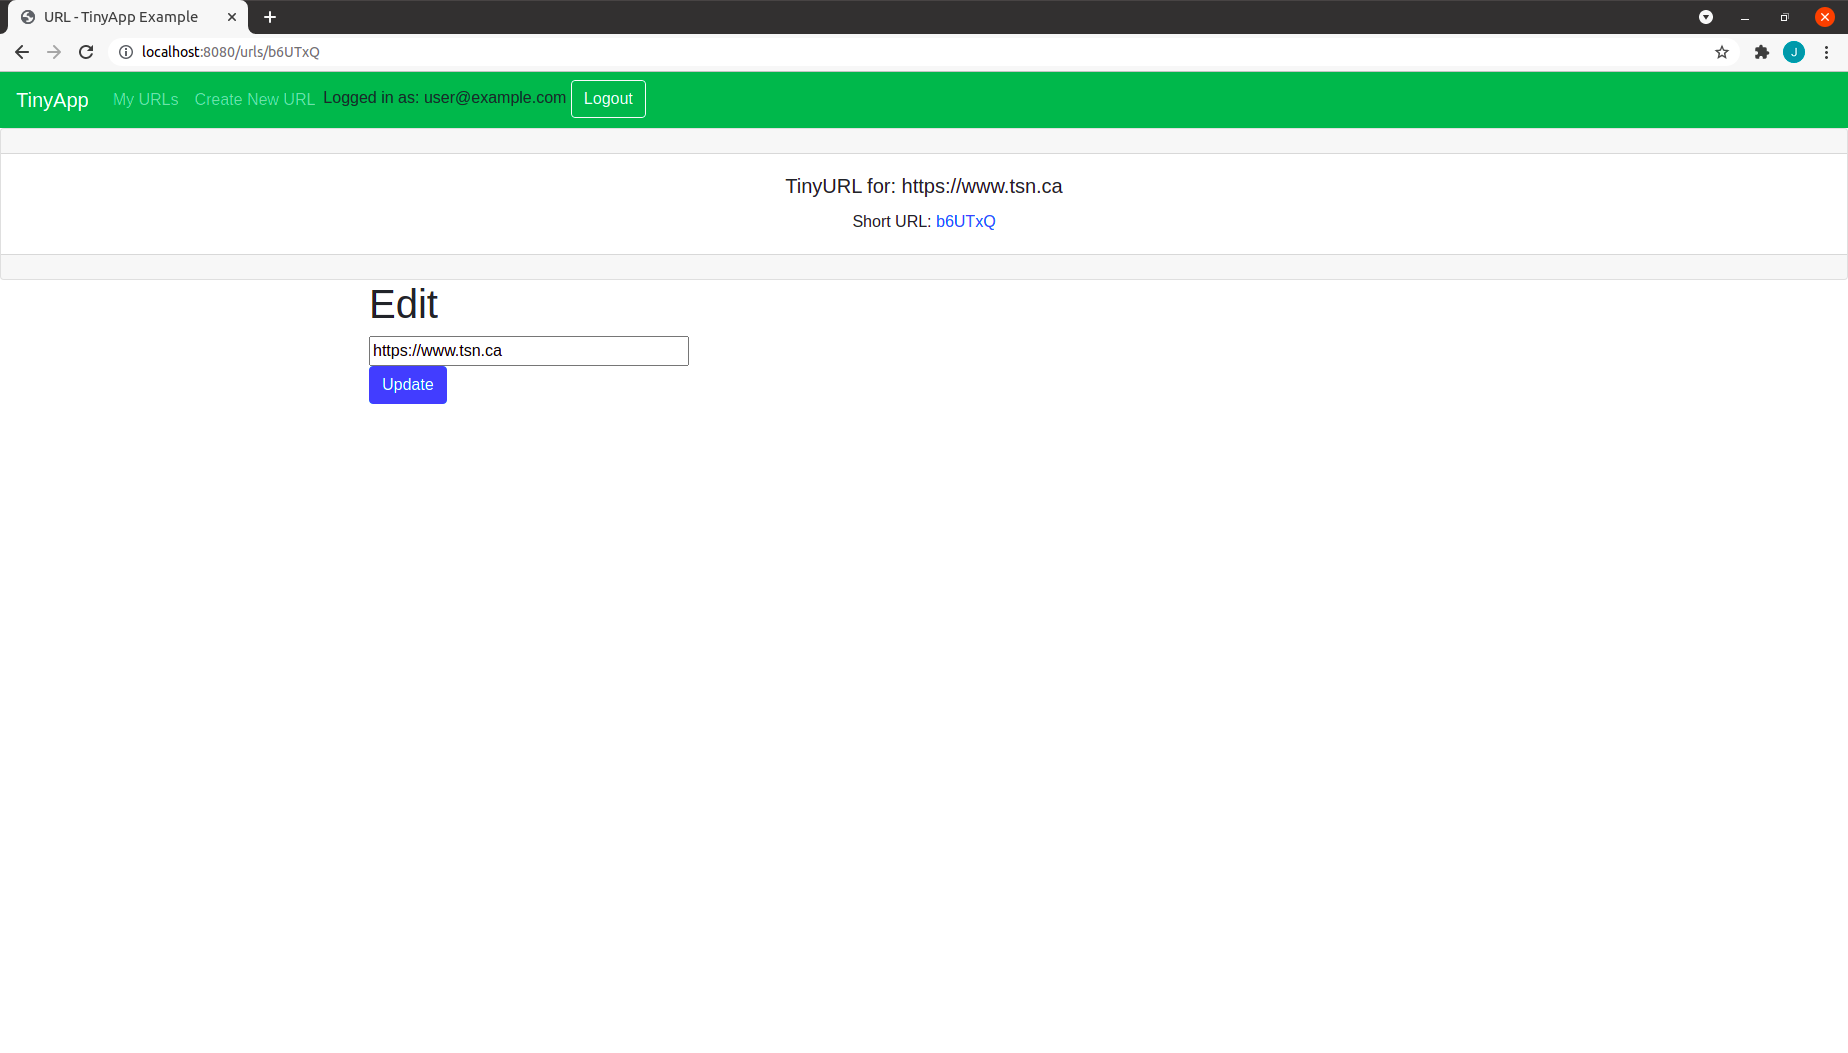 URL - TinyApp Example
localhost:8080/urls/b6UTxQ
J
TinyApp My URLs Create New URL Logged in as: user@example.com Logout
TinyURL for: https://www.tsn.ca
Short URL: b6UTxQ
Edit
https://www.tsn.ca
Update